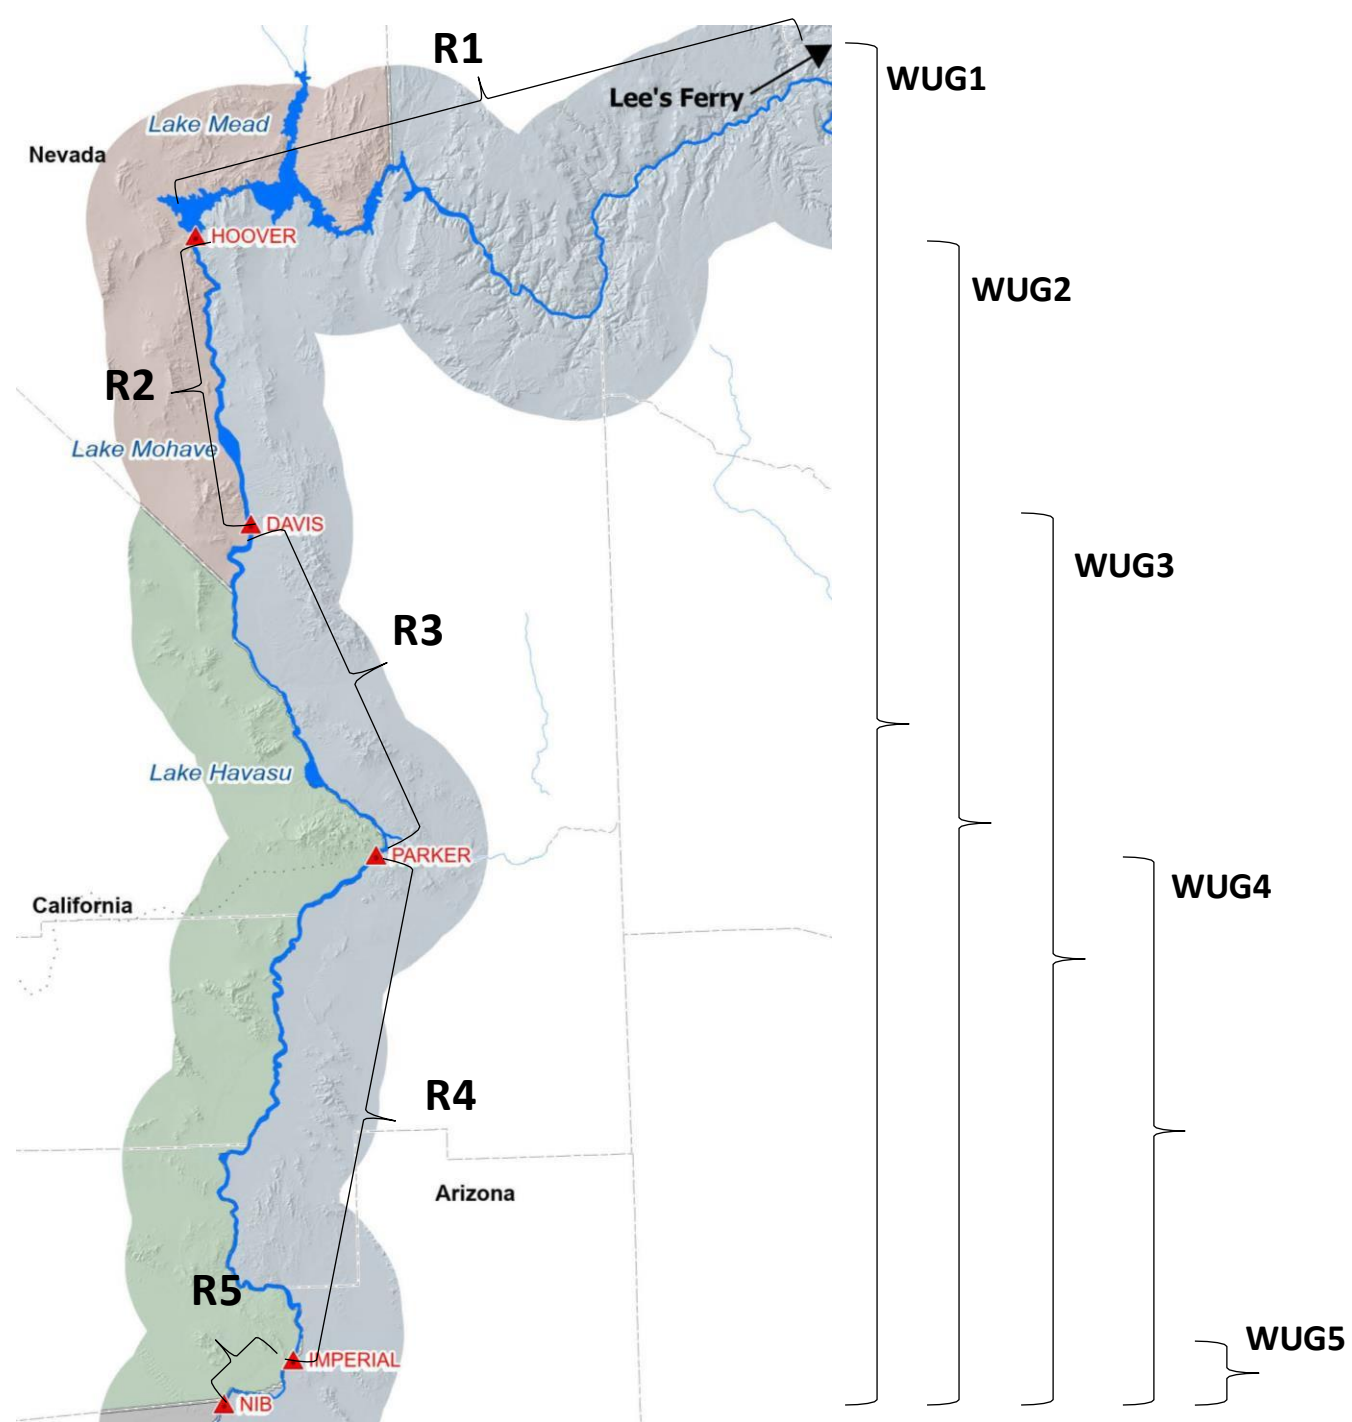 R1
WUG1
Lee's Ferry
Lake Mead
Nevada
HOOVER
WUG2
R2
Lake Mohave
DAVIS
WUG3
R3
Lake Havasu
PARKER
WUG4
California
R4
Arizona
R5
WUG5
IMPERIAL
NIB